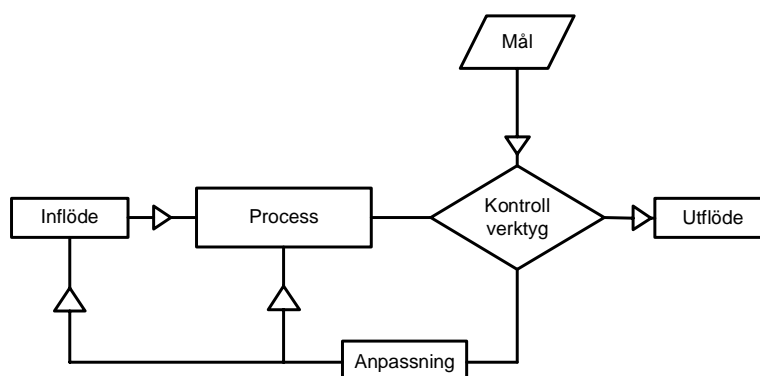 Mål
Inflöde
Process
Kontroll
verktyg
Utflöde
Anpassning